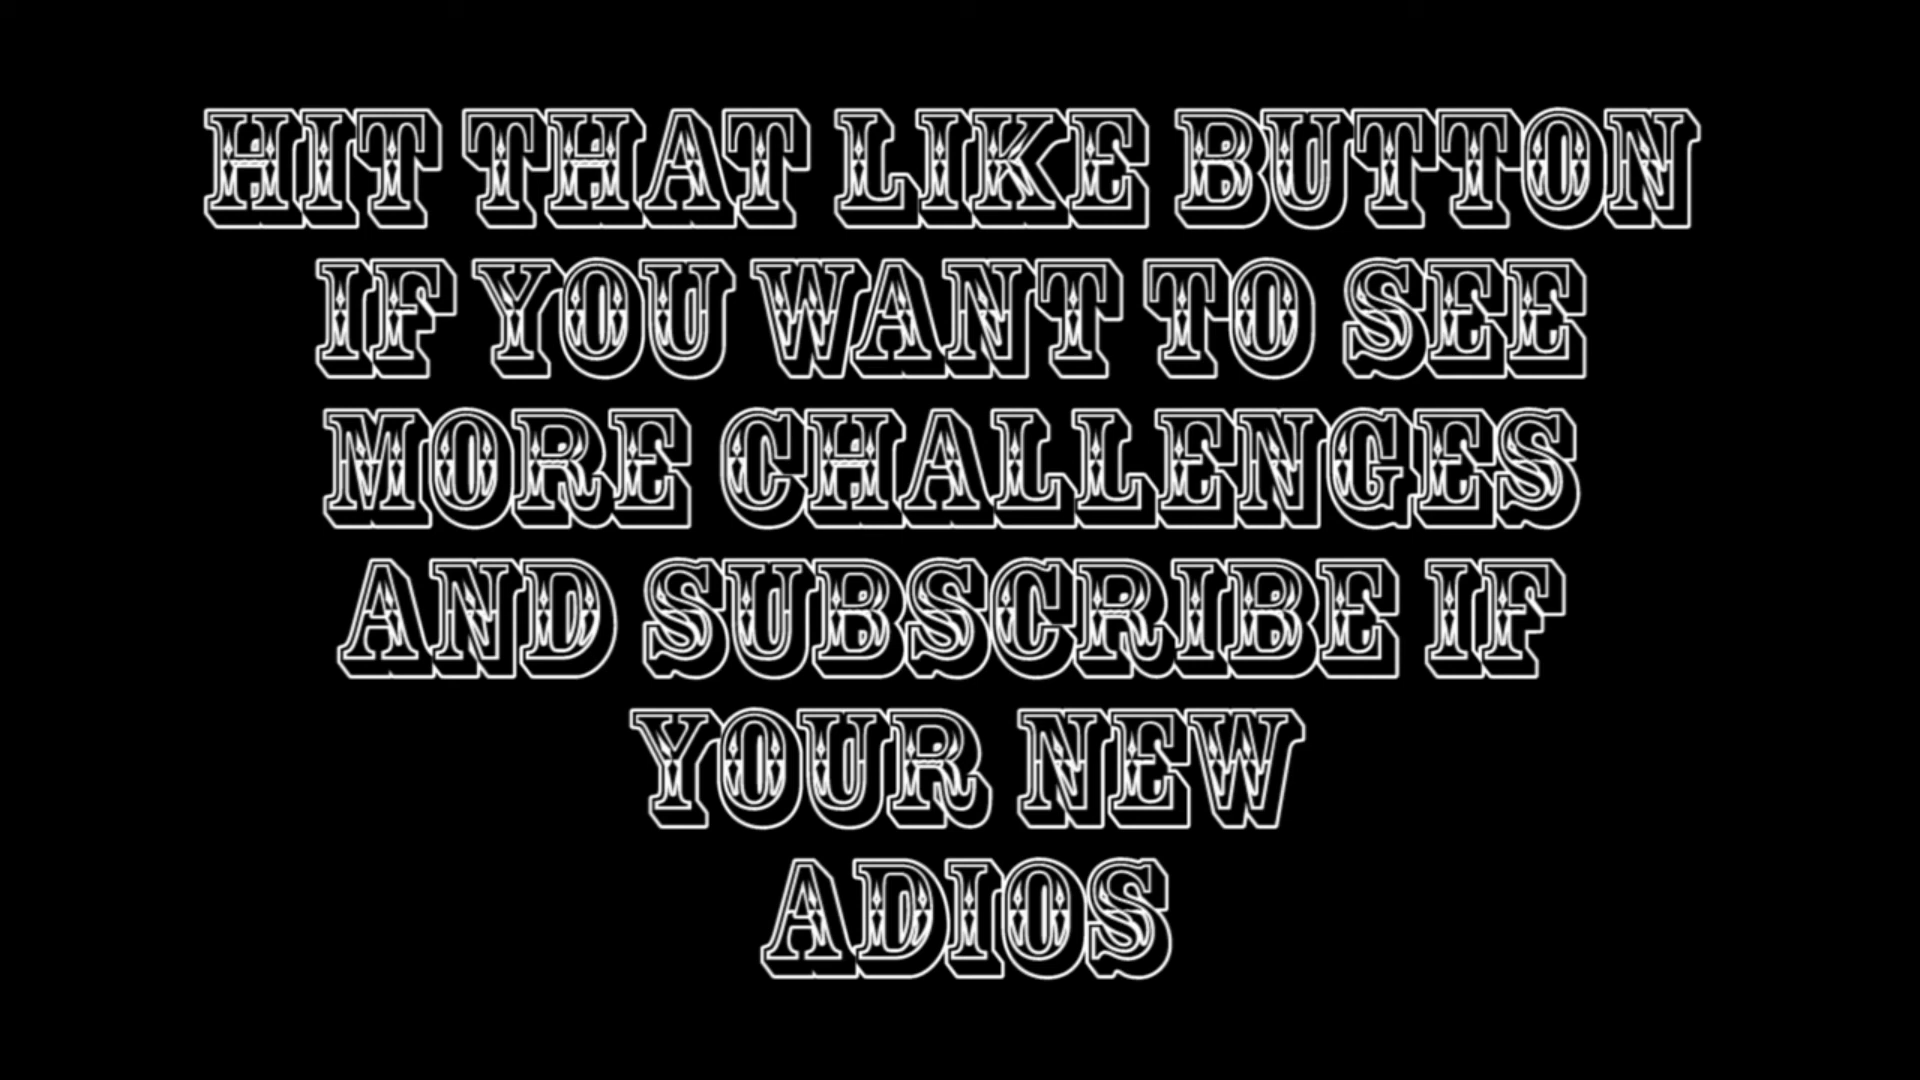 HIT THAT LIKE BUTTON
IF YOU WANT TO SEE
MORE CHALLENGES
AND SUBSCRIBE IF
YOUR NEW
ADIOS